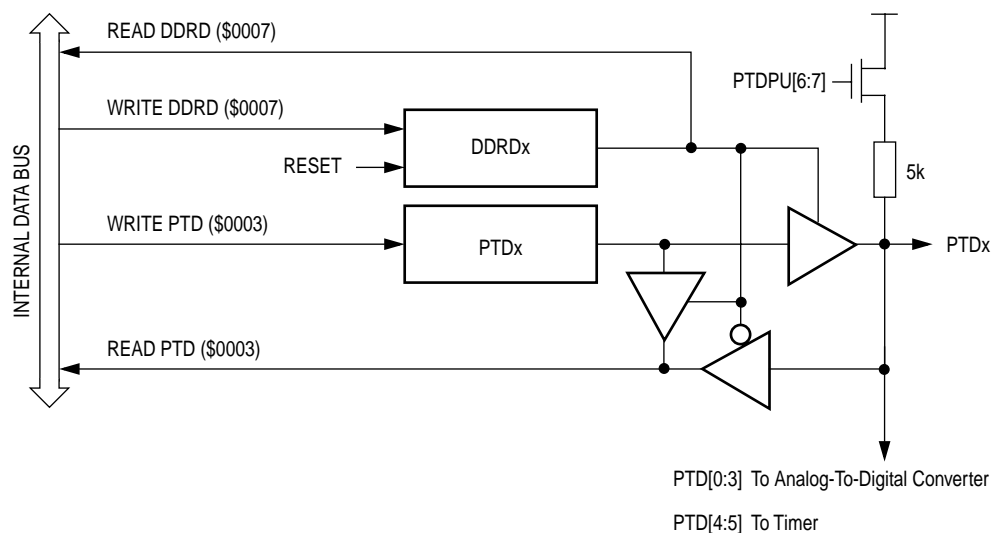 READ DDRD ($0007)
PTDPU[6:7]
WRITE DDRD ($0007)
DDRDx
RESET
5k
INTERNAL DATA BUS
WRITE PTD ($0003)
PTDx
PTDx
READ PTD ($0003)
PTD[0:3] To Analog-To-Digital Converter
PTD[4:5] To Timer